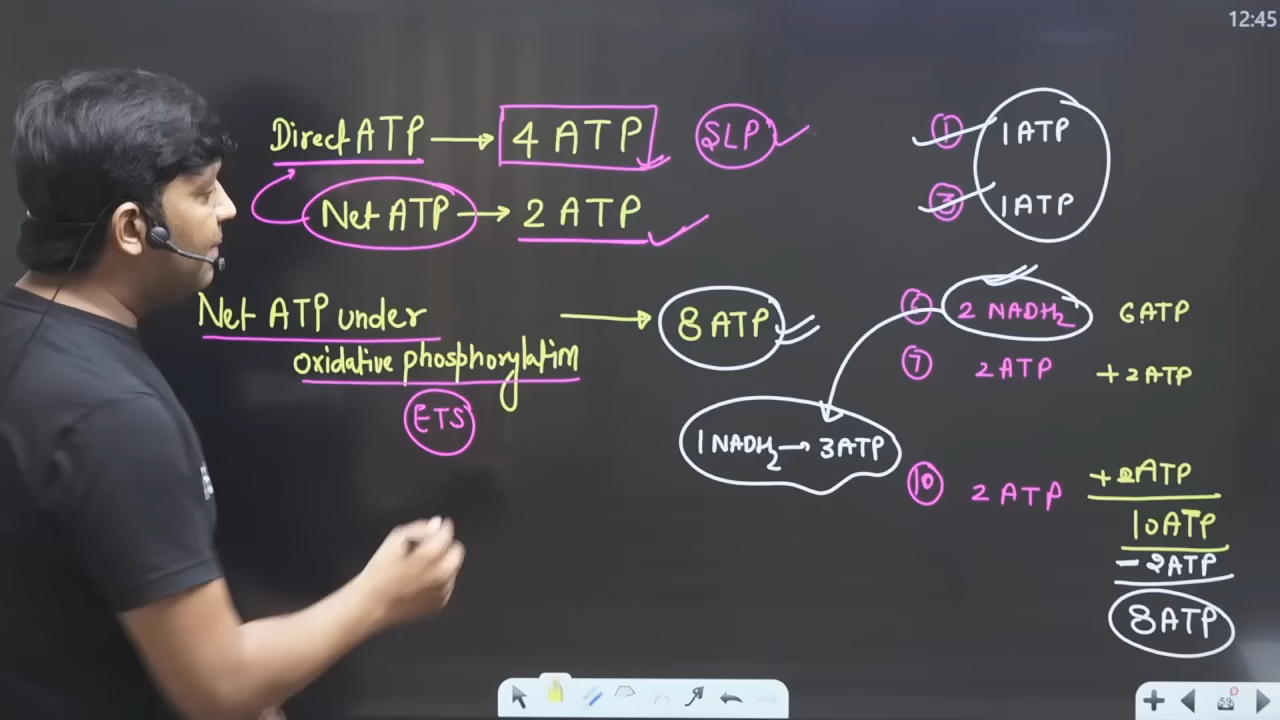 12:45
Direct ATP → 4 ATP SLP
Net ATP → 2 ATP
Net ATP under
oxidative phosphorylatim
→ 8 ATP
ETS
1 NADH₂ → 3 ATP
① 1 ATP
③ 1 ATP
⑥ 2 NADH₂ 6 ATP
⑦ 2 ATP + 2 ATP
⑩ 2 ATP + 2 ATP
10 ATP
- 2 ATP
8 ATP
59